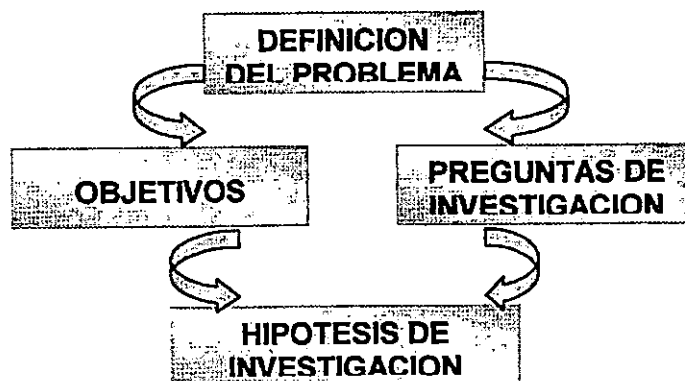 DEFINICION
DEL PROBLEMA
OBJETIVOS
PREGUNTAS DE
INVESTIGACION
HIPOTESIS DE
INVESTIGACION